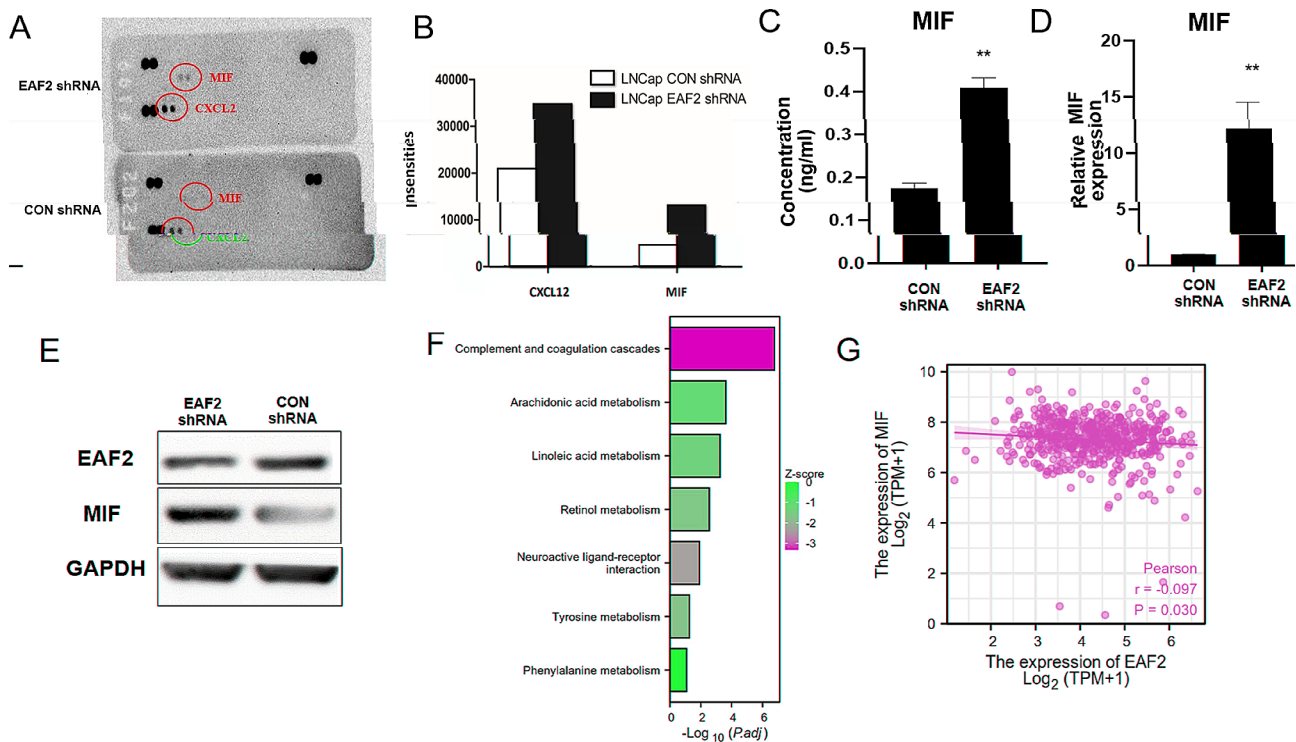 A
EAF2 shRNA
MIF
CXCL2
CON shRNA
MIF
B
LNCap CON shRNA
LNCap EAF2 shRNA
Insensities
40000
30000
20000
10000
0
CXCL12
MIF
C
MIF
Concentration
(ng/ml)
0.5
0.4
0.3
0.2
0.1
0.0
**
CON
shRNA
EAF2
shRNA
D
MIF
Relative MIF
expression
20
15
10
5
0
**
CON
shRNA
EAF2
shRNA
E
EAF2
shRNA
CON
shRNA
EAF2
MIF
GAPDH
F
Complement and coagulation cascades
Arachidonic acid metabolism
Linoleic acid metabolism
Retinol metabolism
Neuroactive ligand-receptor
interaction
Tyrosine metabolism
Phenylalanine metabolism
0 2 4 6
-Log10 (P.adj)
Z-score
0
-1
-2
-3
G
The expression of MIF
Log2 (TPM+1)
10
8
6
4
2
0
Pearson
r = -0.097
P = 0.030
2 3 4 5 6
The expression of EAF2
Log2 (TPM+1)